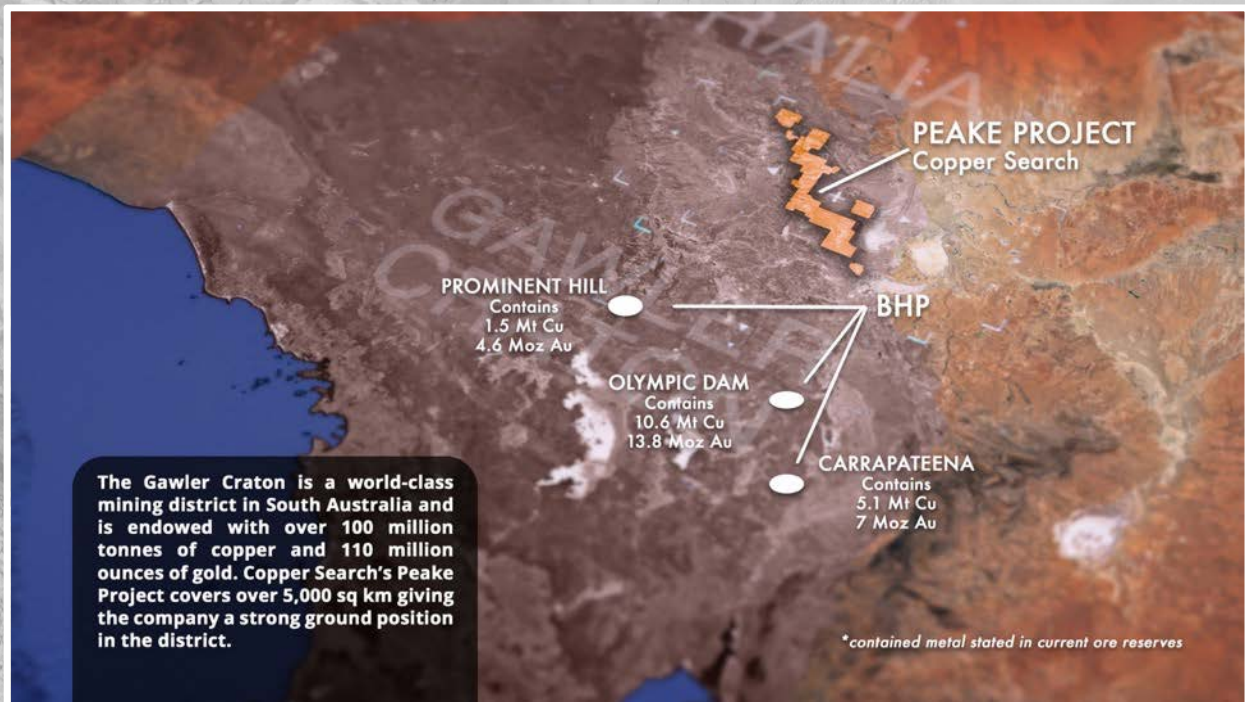 RALIA
PEAKE PROJECT
Copper Search
GAWLER
PROMINENT HILL
Contains
1.5 Mt Cu
4.6 Moz Au
BHP
OLYMPIC DAM
Contains
10.6 Mt Cu
13.8 Moz Au
CARRAPATEENA
Contains
5.1 Mt Cu
7 Moz Au
The Gawler Craton is a world-class
mining district in South Australia and
is endowed with over 100 million
tonnes of copper and 110 million
ounces of gold. Copper Search's Peake
Project covers over 5,000 sq km giving
the company a strong ground position
in the district.
*contained metal stated in current ore reserves